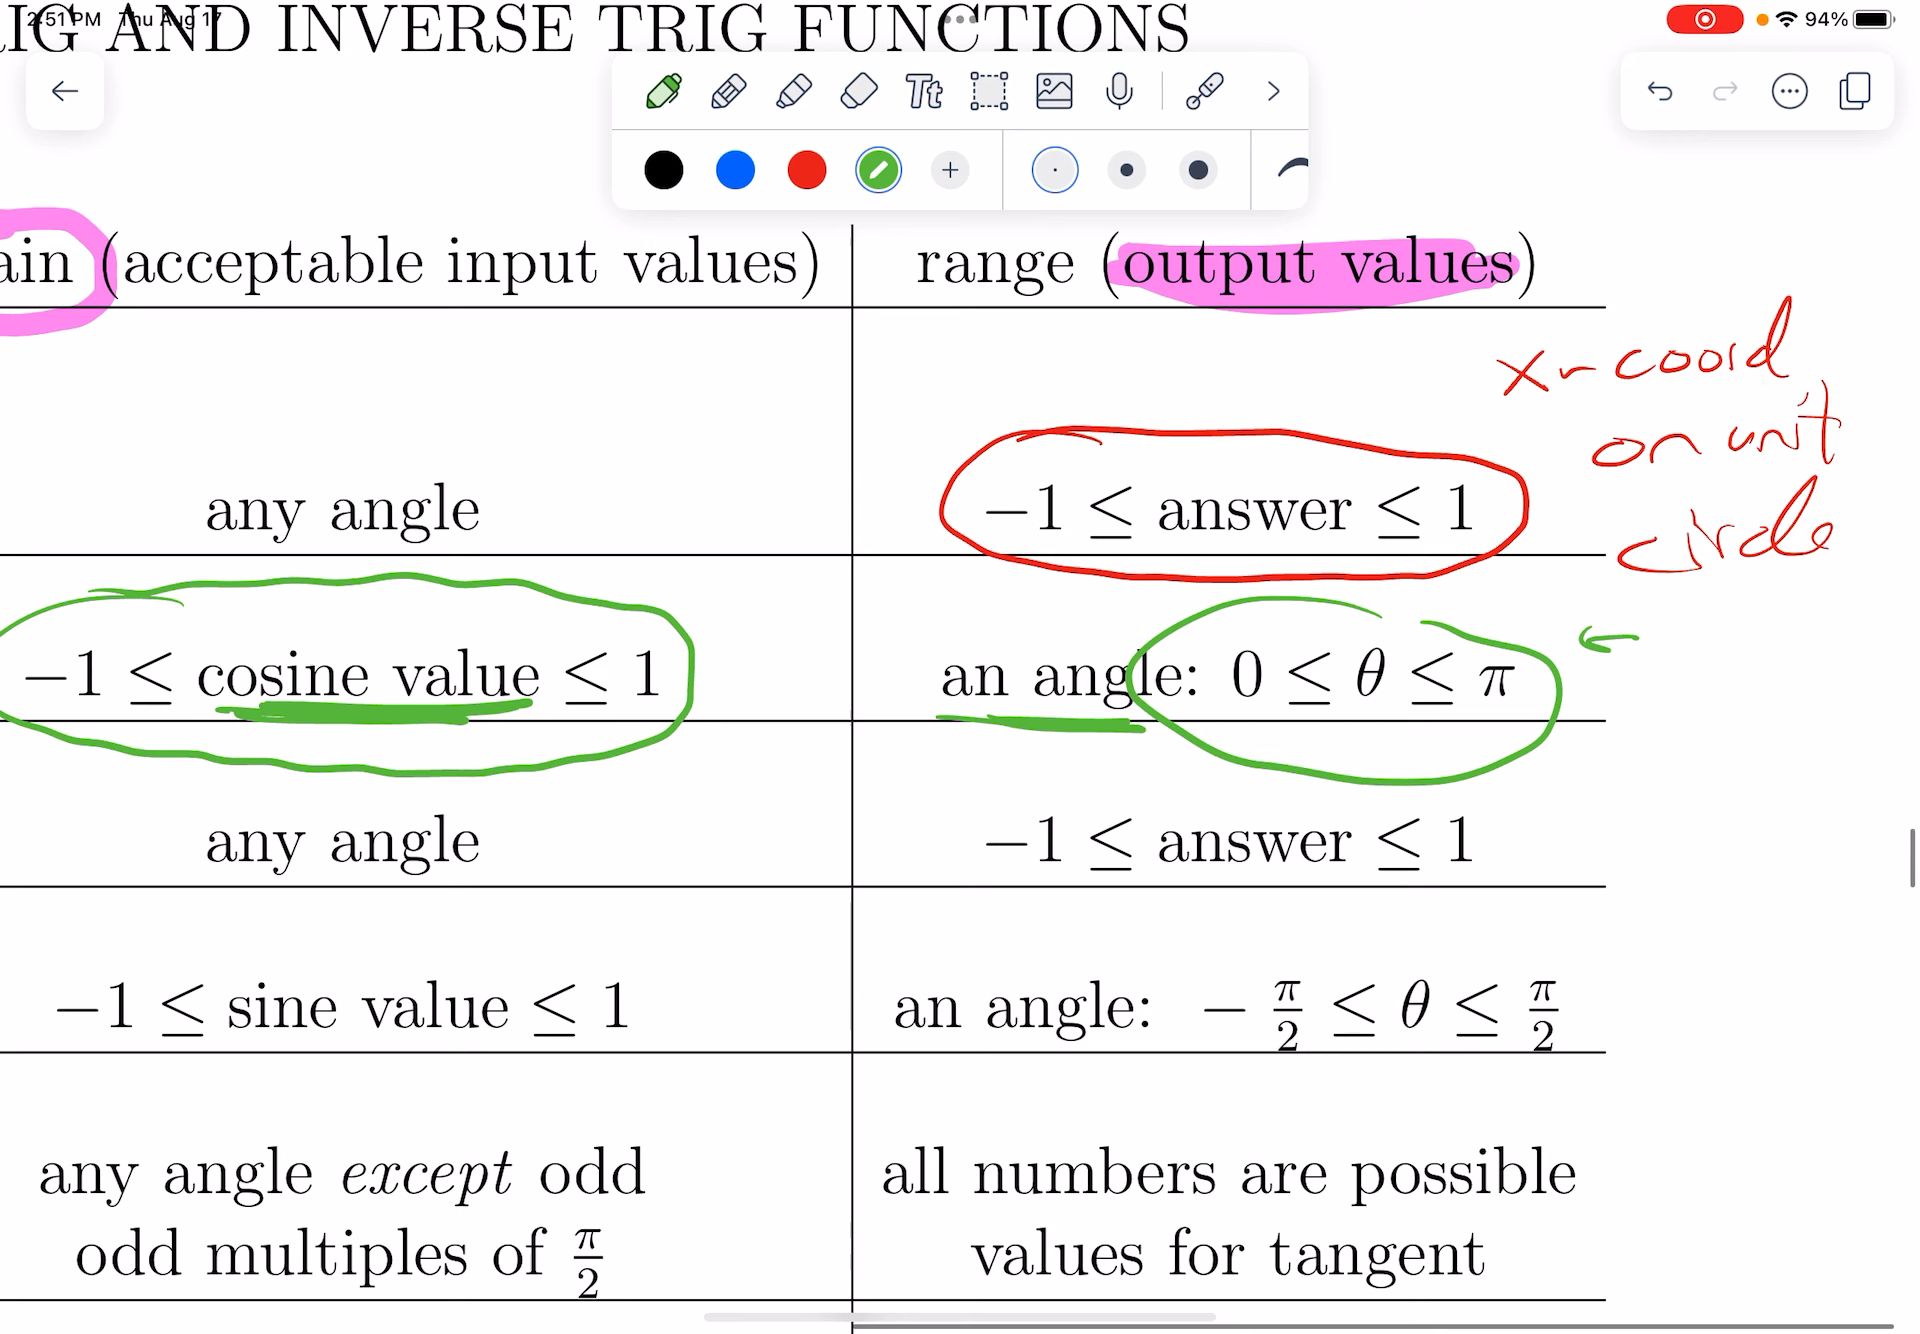 2:51 PM Thu Aug 17
94%
IG AND INVERSE TRIG FUNCTIONS
Tt
ain (acceptable input values) range (output values)
x-coord
on unit
circle
any angle −1 ≤ answer ≤ 1
−1 ≤ cosine value ≤ 1 an angle: 0 ≤ θ ≤ π
any angle −1 ≤ answer ≤ 1
−1 ≤ sine value ≤ 1 an angle: −π/2 ≤ θ ≤ π/2
any angle except odd all numbers are possible
odd multiples of π/2 values for tangent